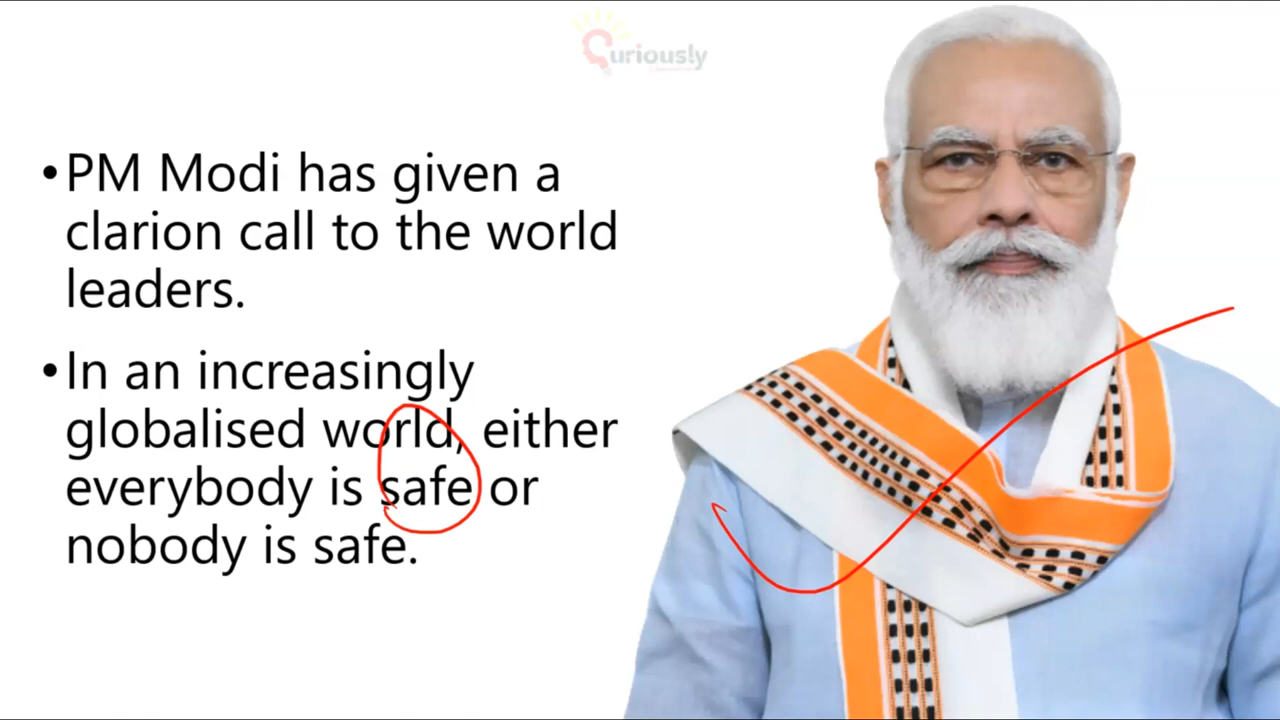 Curiously
•PM Modi has given a
clarion call to the world
leaders.
•In an increasingly
globalised world, either
everybody is safe or
nobody is safe.